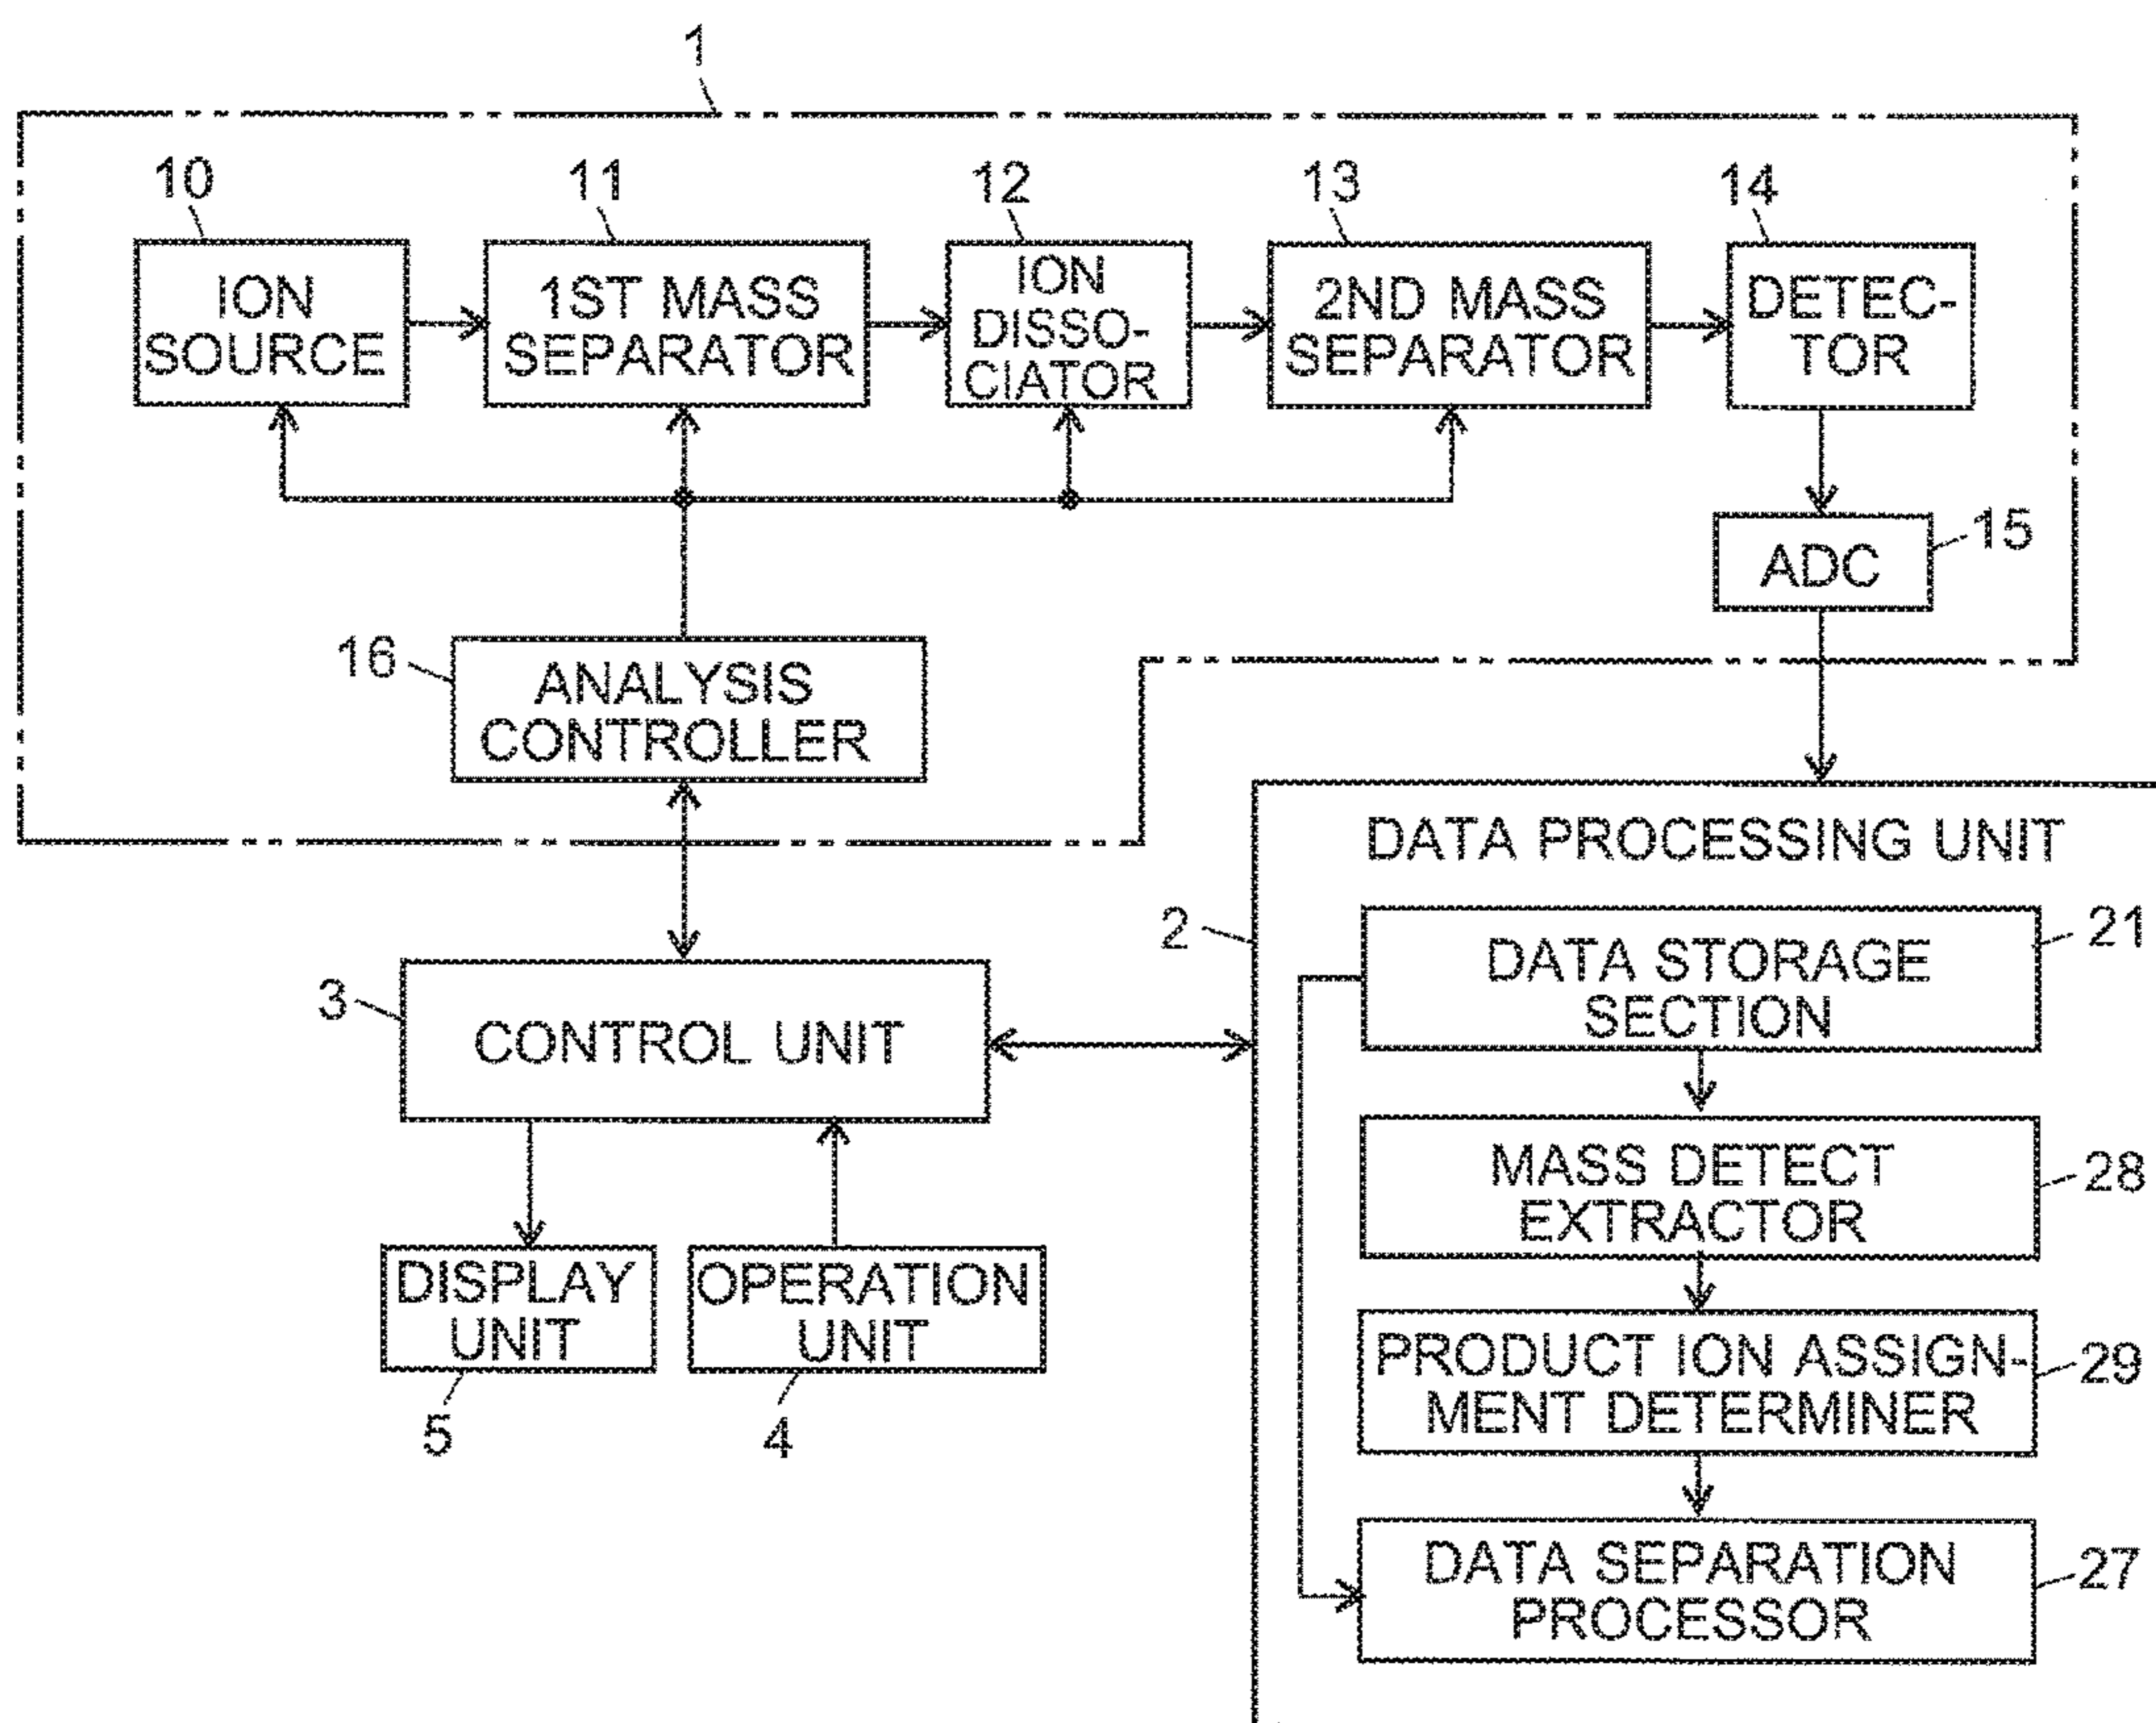 1
10
11
12
13
14
ION
SOURCE
1ST MASS
SEPARATOR
ION
DISSO-
CIATOR
2ND MASS
SEPARATOR
DETEC-
TOR
15
ADC
16
ANALYSIS
CONTROLLER
DATA PROCESSING UNIT
2
21
DATA STORAGE
SECTION
3
CONTROL UNIT
MASS DETECT
EXTRACTOR
28
DISPLAY
UNIT
OPERATION
UNIT
5
4
PRODUCT ION ASSIGN-
MENT DETERMINER
29
DATA SEPARATION
PROCESSOR
27